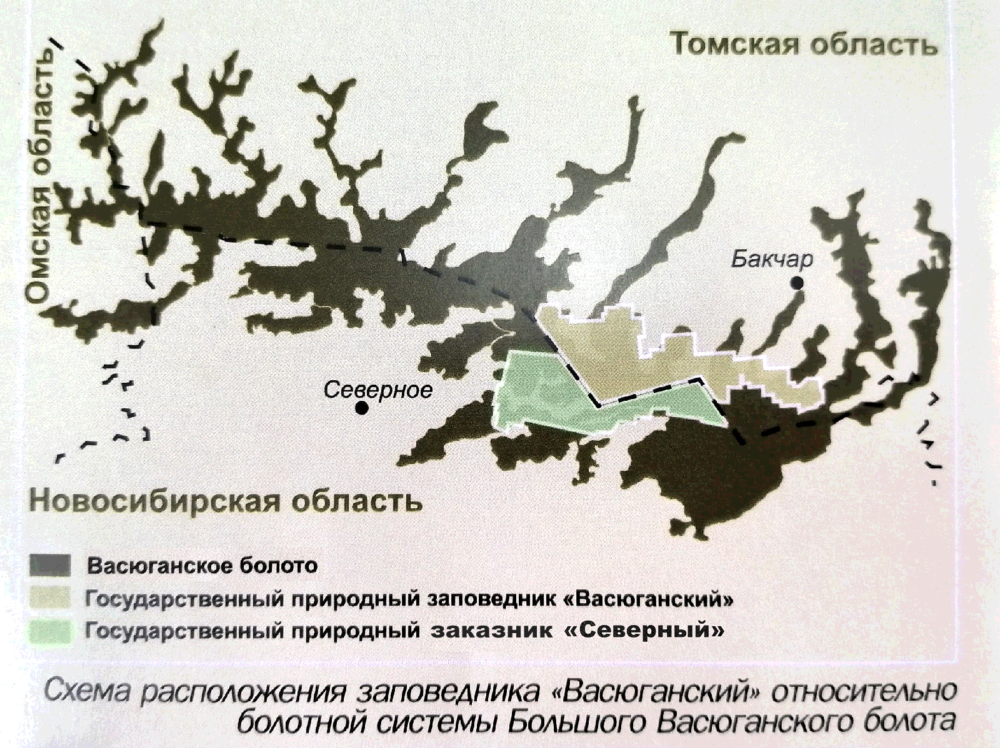 Томская область
Омская область
Бакчар
Северное
Новосибирская область
Васюганское болото
Государственный природный заповедник «Васюганский»
Государственный природный заказник «Северный»
Схема расположения заповедника «Васюганский» относительно
болотной системы Большого Васюганского болота